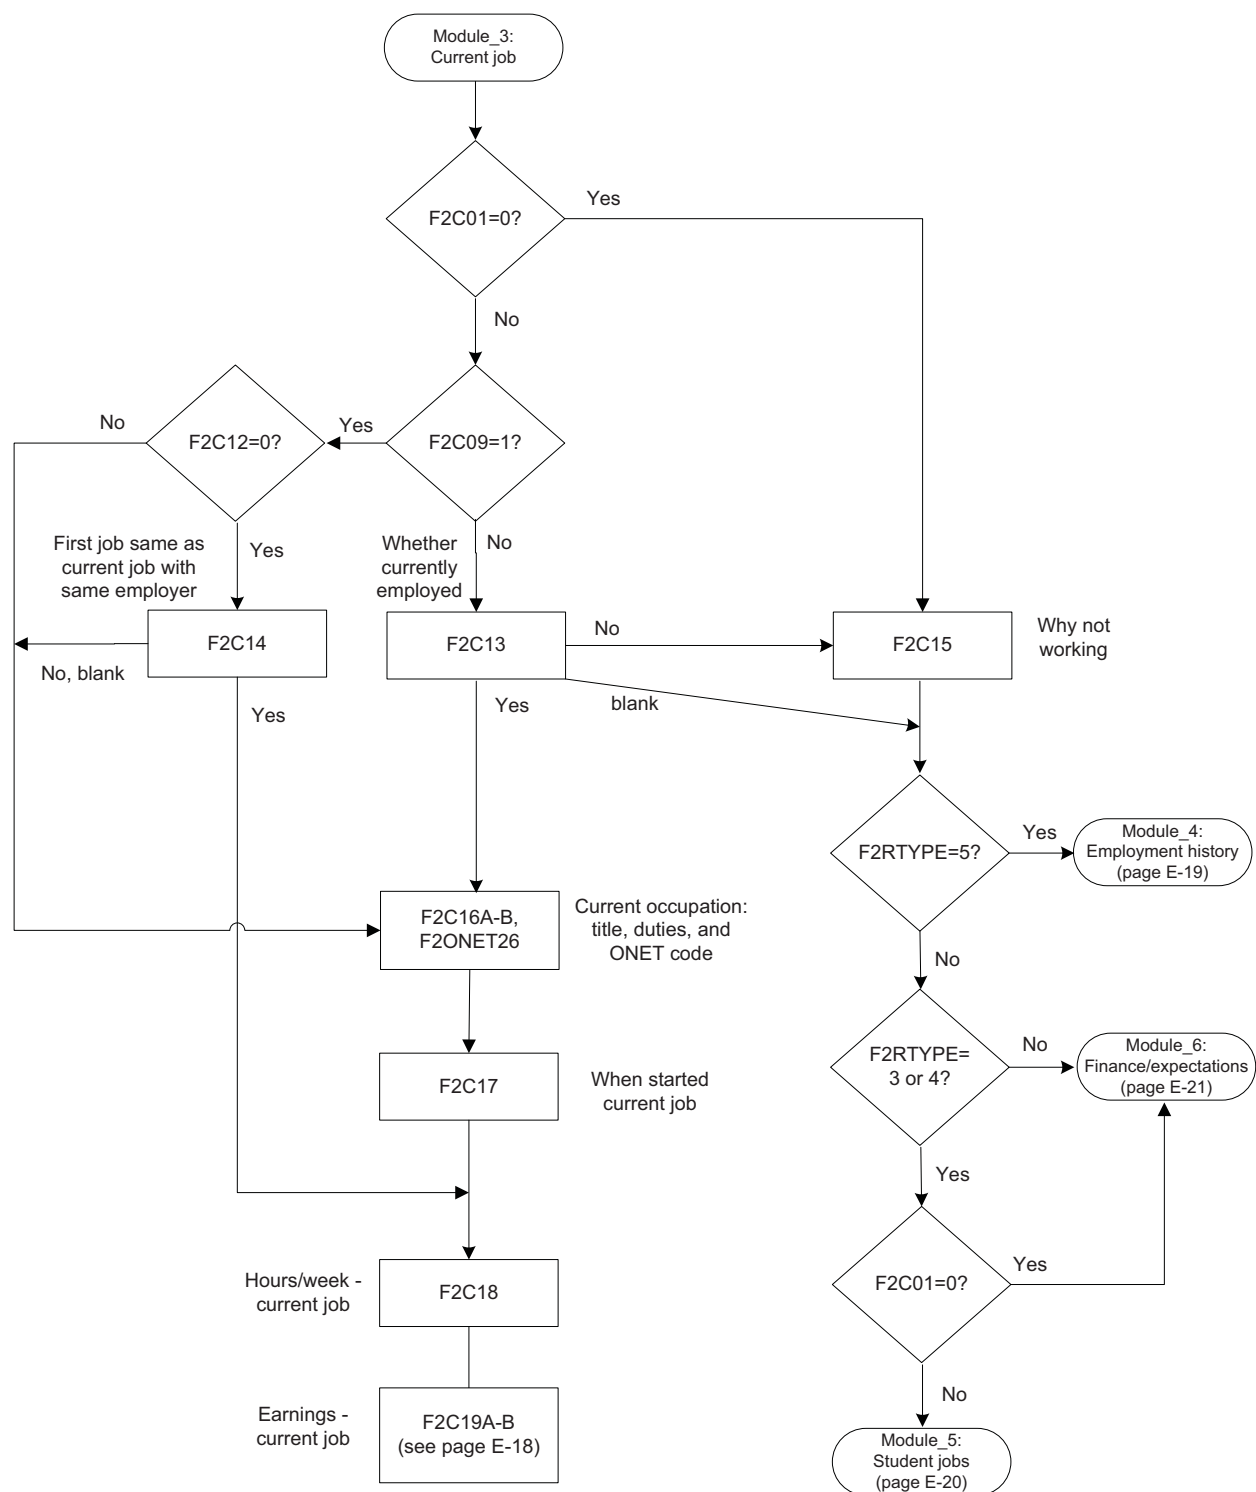 Module_3:
Current job
F2C01=0?
Yes
No
No
F2C12=0?
Yes
F2C09=1?
First job same as
current job with
same employer
Yes
Whether
currently
employed
No
F2C14
F2C13
No
F2C15
Why not
working
No, blank
Yes
Yes
blank
F2RTYPE=5?
Yes
Module_4:
Employment history
(page E-19)
F2C16A-B,
F2ONET26
Current occupation:
title, duties, and
ONET code
No
F2RTYPE=
3 or 4?
No
Module_6:
Finance/expectations
(page E-21)
F2C17
When started
current job
Yes
Hours/week -
current job
F2C18
F2C01=0?
Yes
No
Earnings -
current job
F2C19A-B
(see page E-18)
Module_5:
Student jobs
(page E-20)